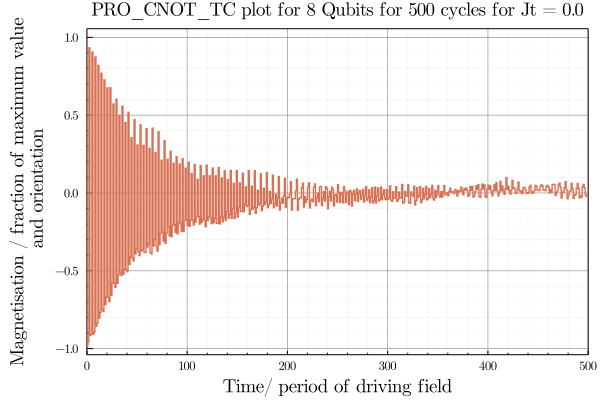 PRO_CNOT_TC plot for 8 Qubits for 500 cycles for Jt = 0.0
Magnetisation / fraction of maximum value
and orientation
1.0
0.5
0.0
−0.5
−1.0
0 100 200 300 400 500
Time/ period of driving field